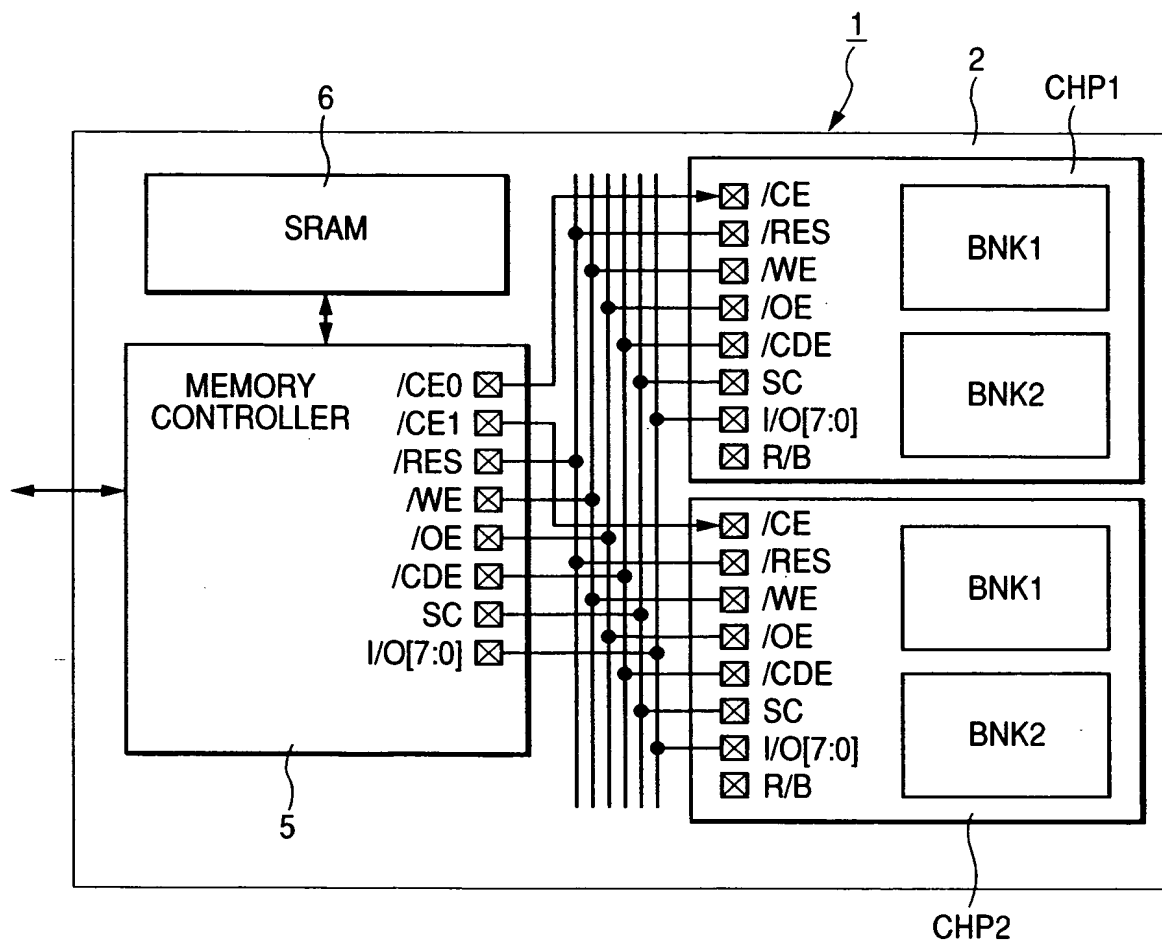 1
2
CHP1
6
SRAM
MEMORY
CONTROLLER
/CE0
/CE1
/RES
/WE
/OE
/CDE
SC
I/O[7:0]
5
/CE
/RES
/WE
/OE
/CDE
SC
I/O[7:0]
R/B
BNK1
BNK2
/CE
/RES
/WE
/OE
/CDE
SC
I/O[7:0]
R/B
BNK1
BNK2
CHP2